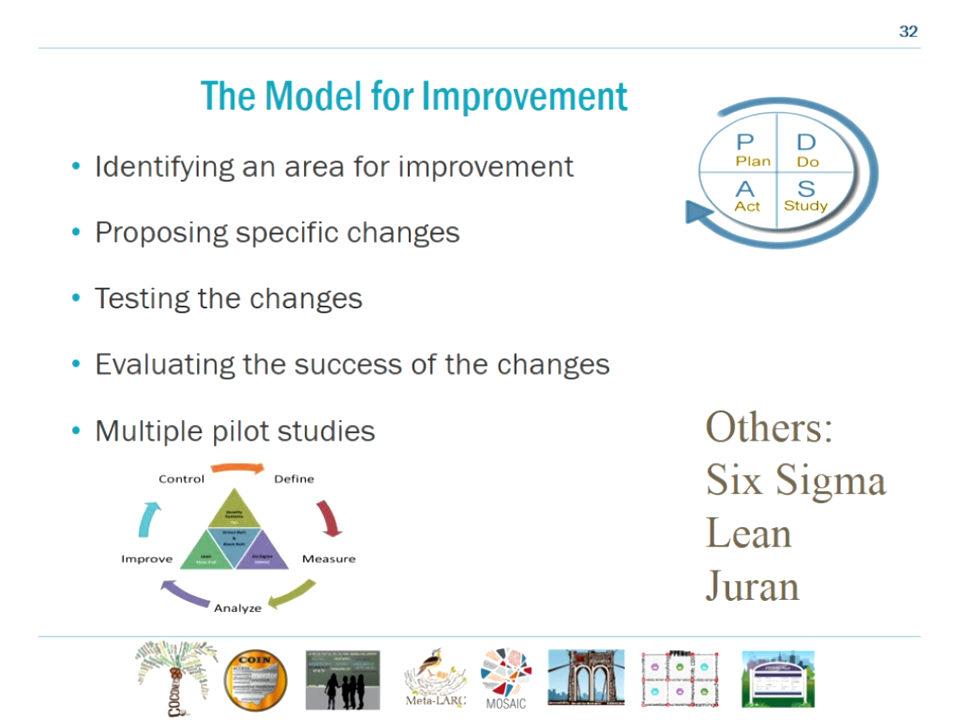 32
The Model for Improvement
P
D
Plan
Do
A
S
Act
Study
• Identifying an area for improvement
• Proposing specific changes
• Testing the changes
• Evaluating the success of the changes
• Multiple pilot studies
Others:
Six Sigma
Lean
Juran
Control
Define
Improve
Measure
Analyze
COIN
Meta-LARC
MOSAIC